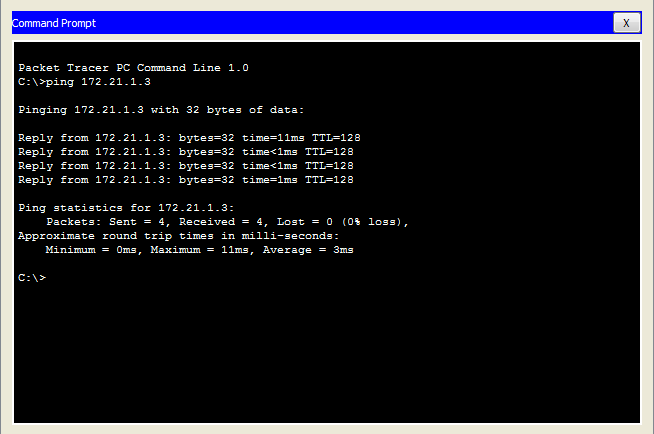 Command Prompt
X
Packet Tracer PC Command Line 1.0
C:\>ping 172.21.1.3
Pinging 172.21.1.3 with 32 bytes of data:
Reply from 172.21.1.3: bytes=32 time=11ms TTL=128
Reply from 172.21.1.3: bytes=32 time<1ms TTL=128
Reply from 172.21.1.3: bytes=32 time<1ms TTL=128
Reply from 172.21.1.3: bytes=32 time=1ms TTL=128
Ping statistics for 172.21.1.3:
Packets: Sent = 4, Received = 4, Lost = 0 (0% loss),
Approximate round trip times in milli-seconds:
Minimum = 0ms, Maximum = 11ms, Average = 3ms
C:\>